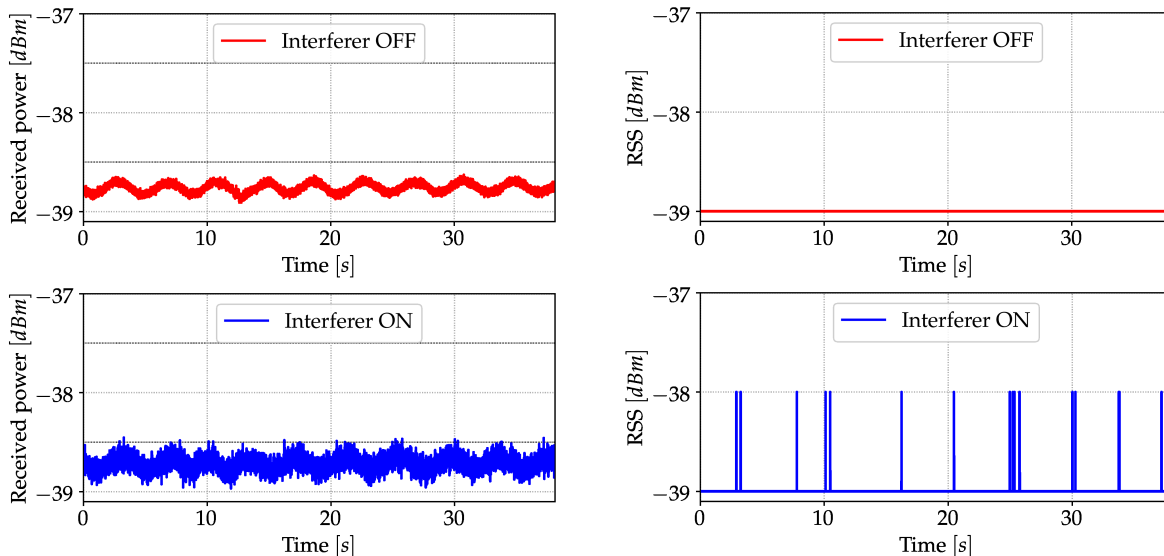 Received power [dBm]
−37
−38
−39
Interferer OFF
0
10
20
30
Time [s]
RSS [dBm]
−37
−38
−39
Interferer OFF
0
10
20
30
Time [s]
Received power [dBm]
−37
−38
−39
Interferer ON
0
10
20
30
Time [s]
RSS [dBm]
−37
−38
−39
Interferer ON
0
10
20
30
Time [s]